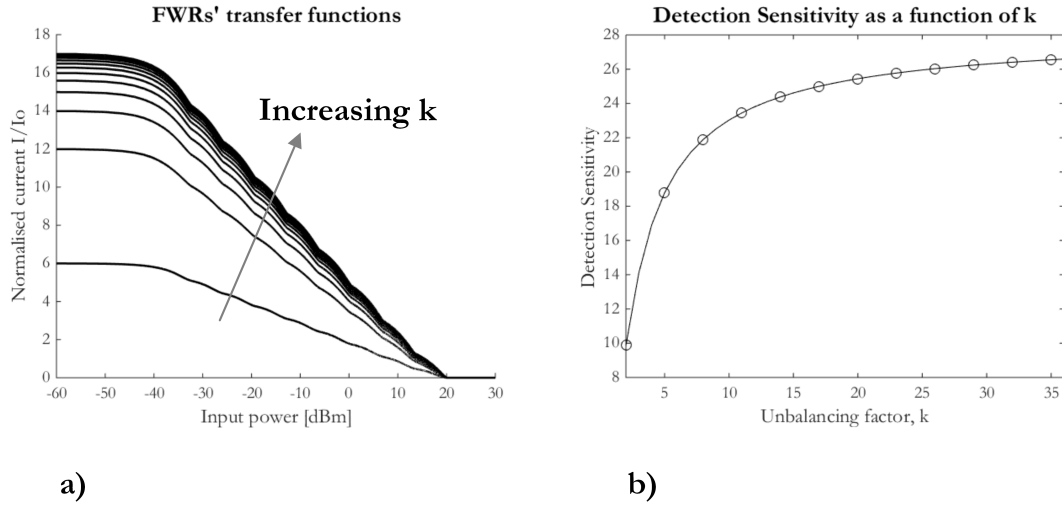 FWRs' transfer functions
18
16
14
12
10
8
6
4
2
0
Normalised current I/Io
Increasing k
-60 -50 -40 -30 -20 -10 0 10 20 30
Input power [dBm]
a)
Detection Sensitivity as a function of k
28
26
24
22
20
18
16
14
12
10
8
Detection Sensitivity
5 10 15 20 25 30 35
Unbalancing factor, k
b)